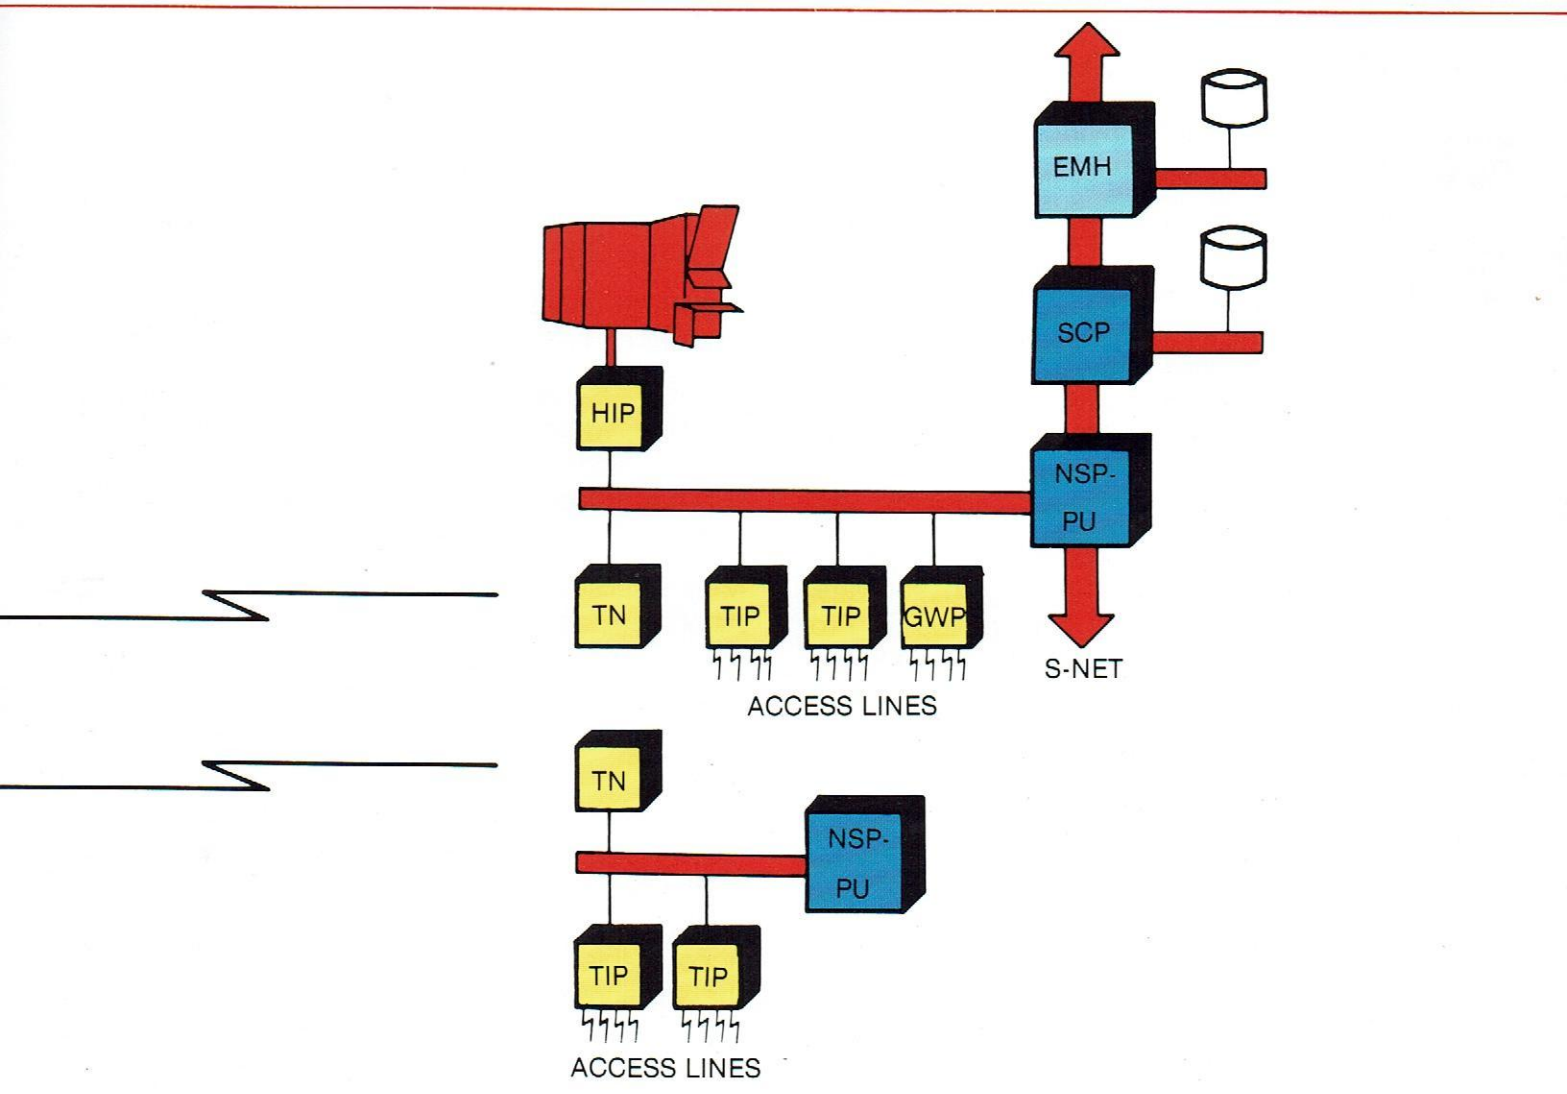 EMH
SCP
HIP
NSP-
PU
TN
TIP
TIP
GWP
S-NET
ACCESS LINES
TN
NSP-
PU
TIP
TIP
ACCESS LINES